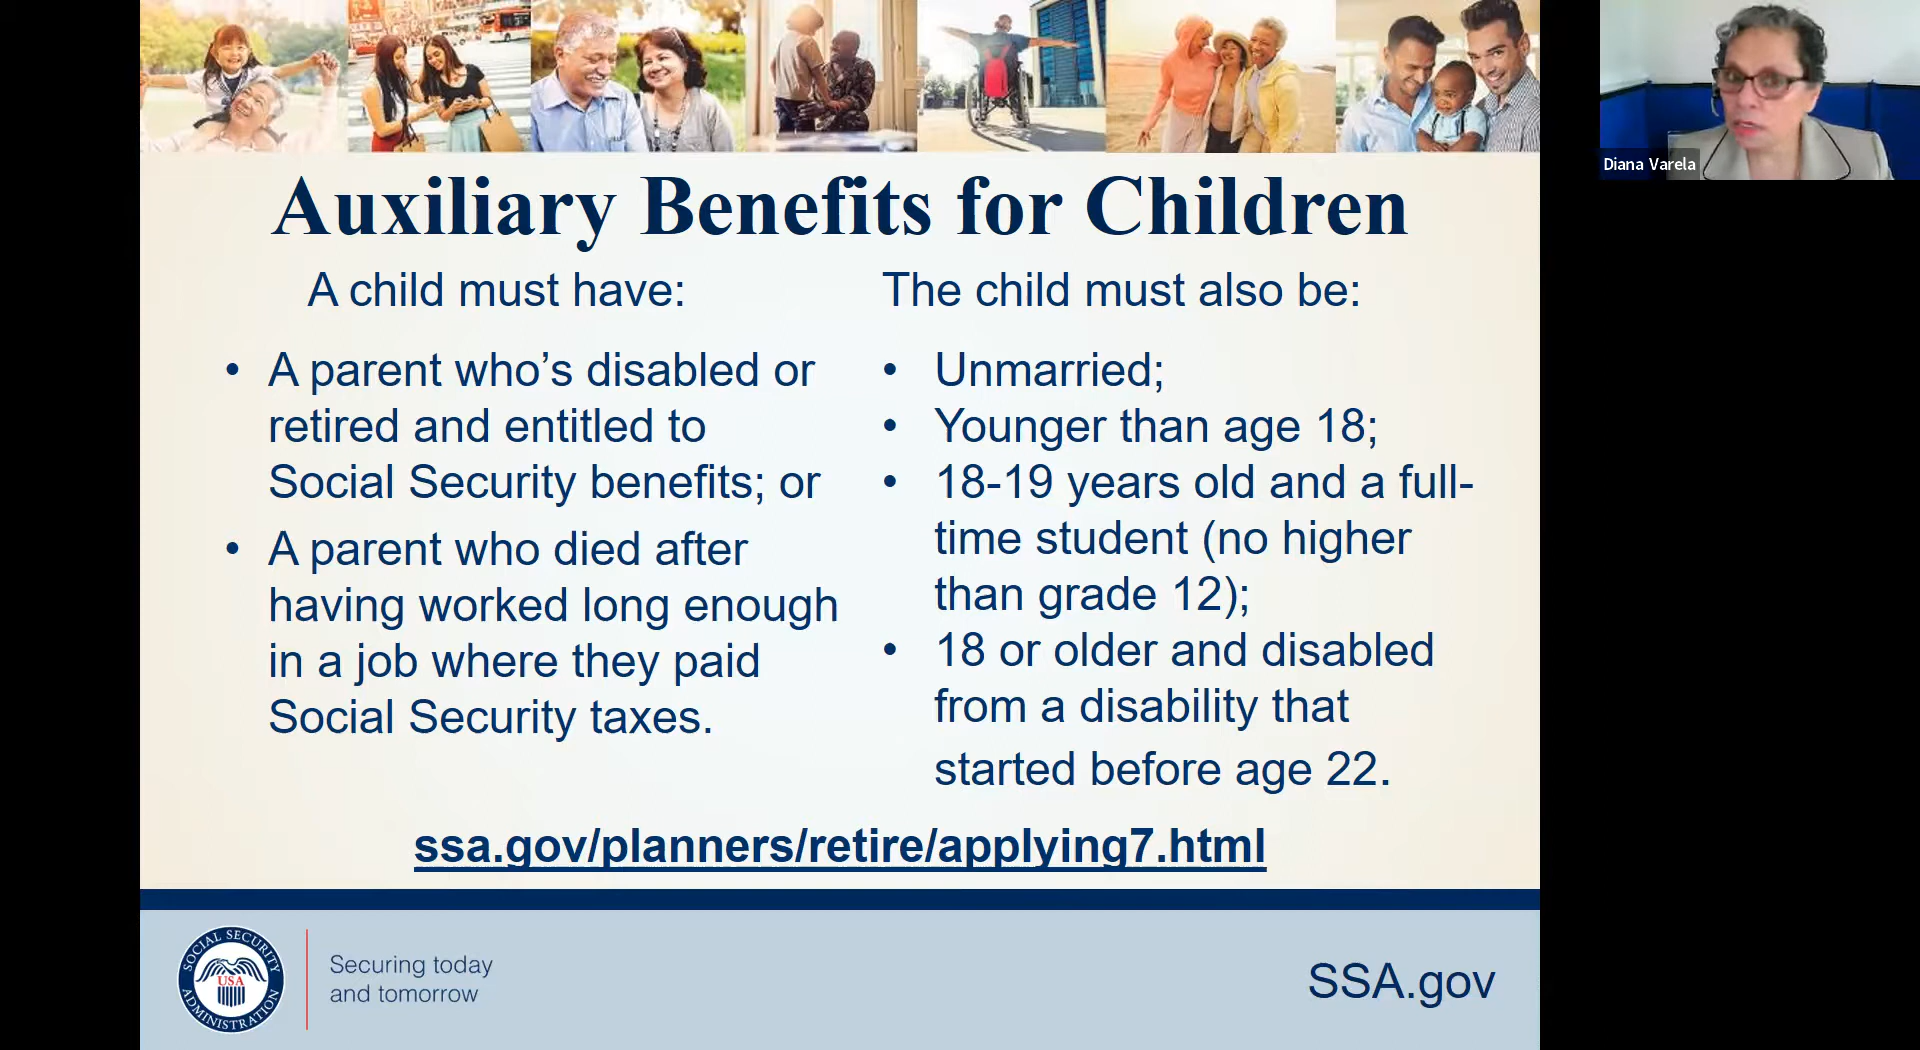 Diana Varela
Auxiliary Benefits for Children
A child must have:
• A parent who’s disabled or
retired and entitled to
Social Security benefits; or
• A parent who died after
having worked long enough
in a job where they paid
Social Security taxes.
The child must also be:
• Unmarried;
• Younger than age 18;
• 18-19 years old and a full-
time student (no higher
than grade 12);
• 18 or older and disabled
from a disability that
started before age 22.
ssa.gov/planners/retire/applying7.html
SOCIAL SECURITY
USA
ADMINISTRATION
Securing today
and tomorrow
SSA.gov